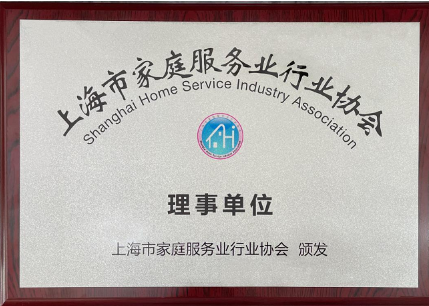 上海市家庭服务业行业协会
Shanghai Home Service Industry Association
理事单位
上海市家庭服务业行业协会 颁发